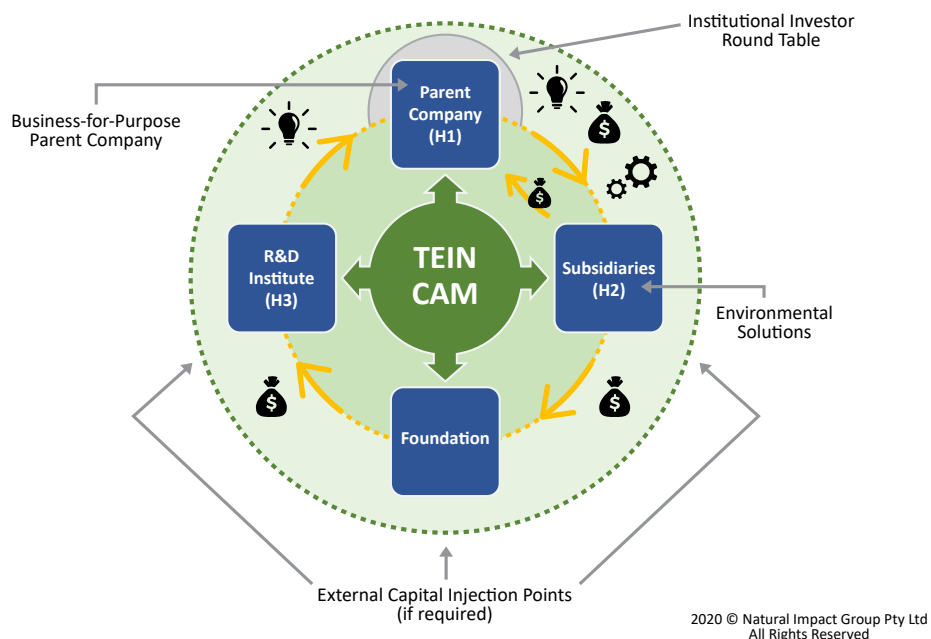 Institutional Investor
Round Table
Business-for-Purpose
Parent Company
Parent
Company
(H1)
$
$
R&D
Institute
(H3)
TEIN
CAM
Subsidiaries
(H2)
Environmental
Solutions
$
$
Foundation
External Capital Injection Points
(if required)
2020 © Natural Impact Group Pty Ltd
All Rights Reserved